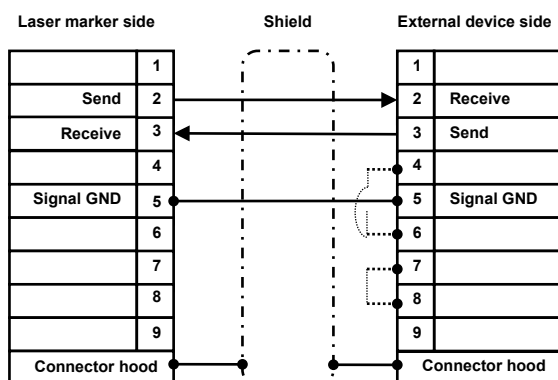 Laser marker side Shield External device side
1 1
Send 2 2 Receive
Receive 3 3 Send
4 4
Signal GND 5 5 Signal GND
6 6
7 7
8 8
9 9
Connector hood Connector hood